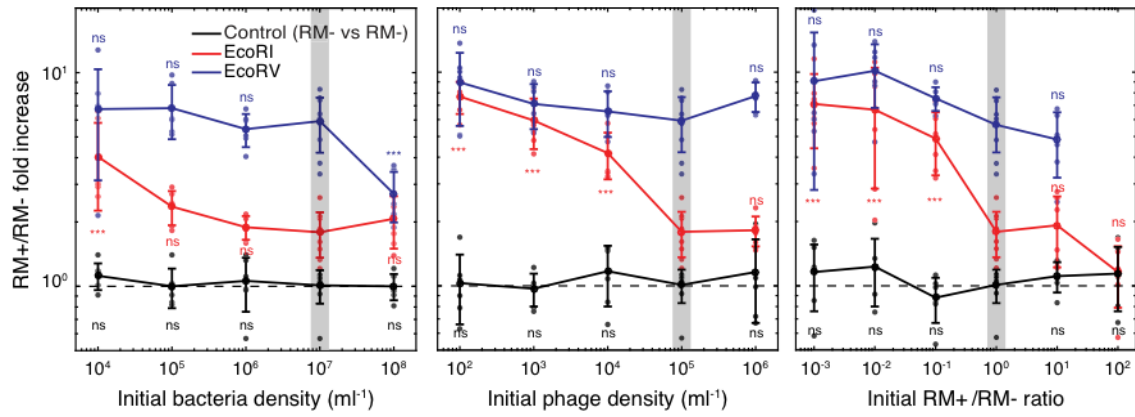 RM+/RM- fold increase
10¹
10⁰
Control (RM- vs RM-)
EcoRI
EcoRV
ns
ns
ns
ns
***
***
ns
ns
ns
ns
ns
ns
ns
ns
ns
10⁴
10⁵
10⁶
10⁷
10⁸
Initial bacteria density (ml⁻¹)
ns
ns
ns
ns
***
***
***
ns
ns
ns
ns
ns
ns
10²
10³
10⁴
10⁵
10⁶
Initial phage density (ml⁻¹)
ns
ns
ns
ns
***
***
***
ns
ns
ns
ns
ns
ns
ns
ns
10⁻³
10⁻²
10⁻¹
10⁰
10¹
10²
Initial RM+/RM- ratio